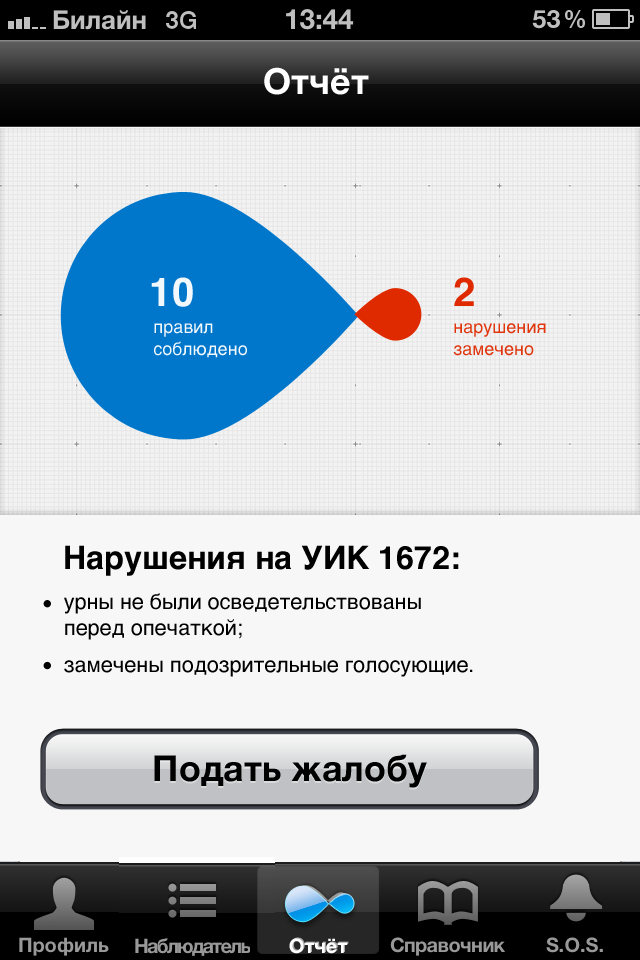 Билайн 3G 13:44 53 %
Отчёт
10
правил
соблюдено
2
нарушения
замечено
Нарушения на УИК 1672:
• урны не были осведетельствованы
перед опечаткой;
• замечены подозрительные голосующие.
Подать жалобу
Профиль Наблюдатель Отчёт Справочник S.O.S.